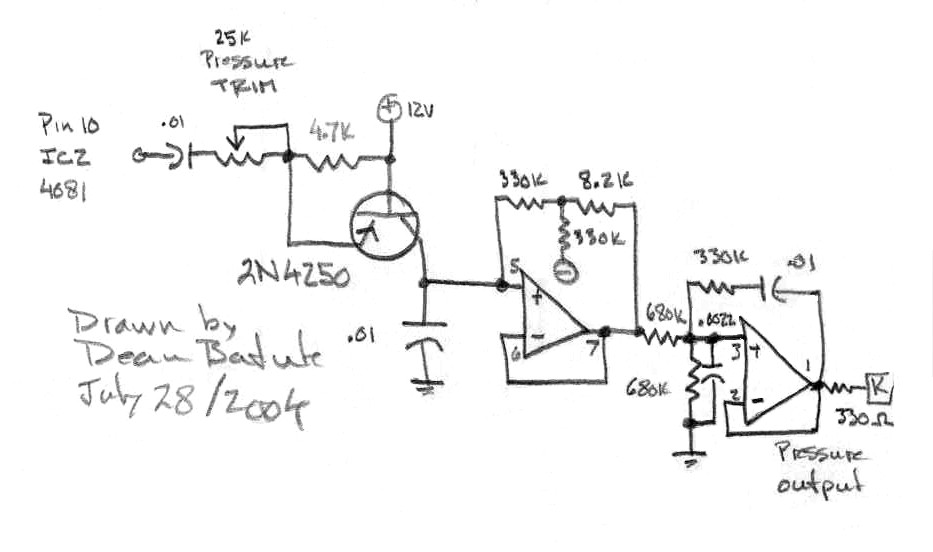 25K
Pressure
TRIM
Pin 10
IC2
4081
.01
4.7K
+
12V
2N4250
Drawn by
Dean Batute
July 28/2004
.01
330K
8.2K
330K
−
5
+
−
6
7
680K
.0022
680K
330K
.01
3
+
2
−
1
K
330Ω
Pressure
output